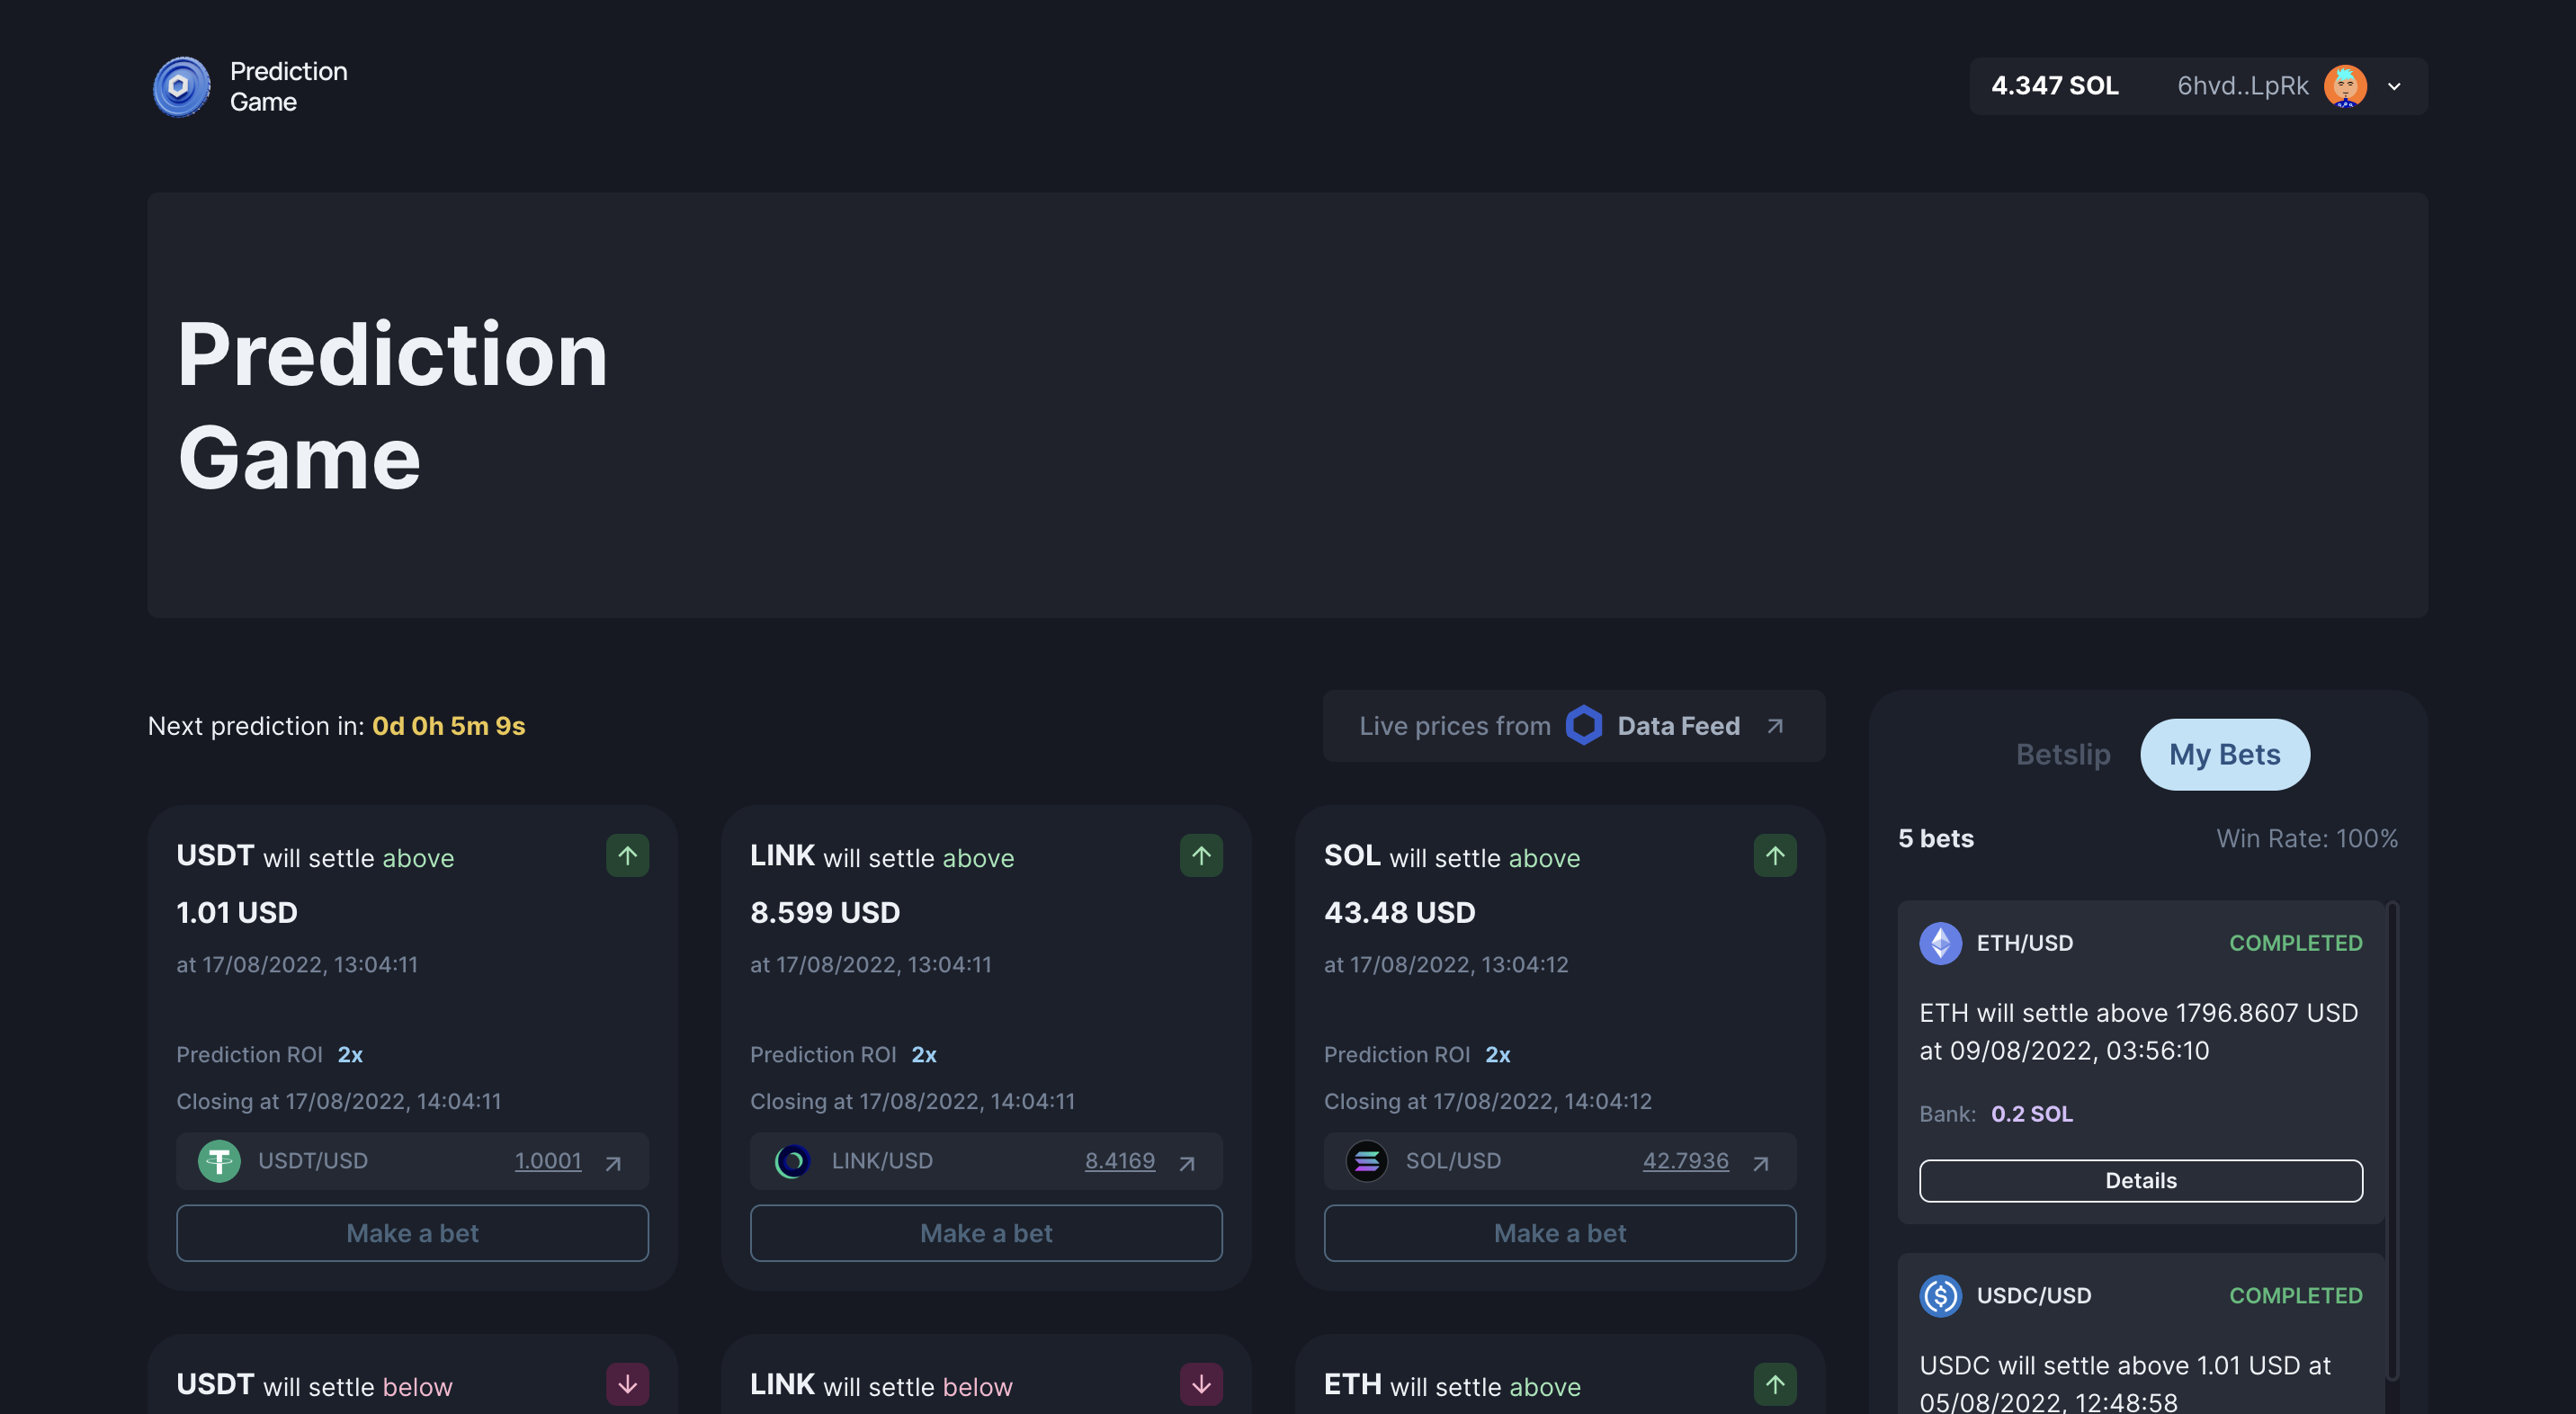 Prediction
Game
4.347 SOL 6hvd..LpRk
Prediction
Game
Next prediction in: 0d 0h 5m 9s
Live prices from Data Feed
USDT will settle above
1.01 USD
at 17/08/2022, 13:04:11
Prediction ROI 2x
Closing at 17/08/2022, 14:04:11
USDT/USD 1.0001
Make a bet
LINK will settle above
8.599 USD
at 17/08/2022, 13:04:11
Prediction ROI 2x
Closing at 17/08/2022, 14:04:11
LINK/USD 8.4169
Make a bet
SOL will settle above
43.48 USD
at 17/08/2022, 13:04:12
Prediction ROI 2x
Closing at 17/08/2022, 14:04:12
SOL/USD 42.7936
Make a bet
USDT will settle below
LINK will settle below
ETH will settle above
Betslip My Bets
5 bets Win Rate: 100%
ETH/USD COMPLETED
ETH will settle above 1796.8607 USD
at 09/08/2022, 03:56:10
Bank: 0.2 SOL
Details
USDC/USD COMPLETED
USDC will settle above 1.01 USD at
05/08/2022, 12:48:58